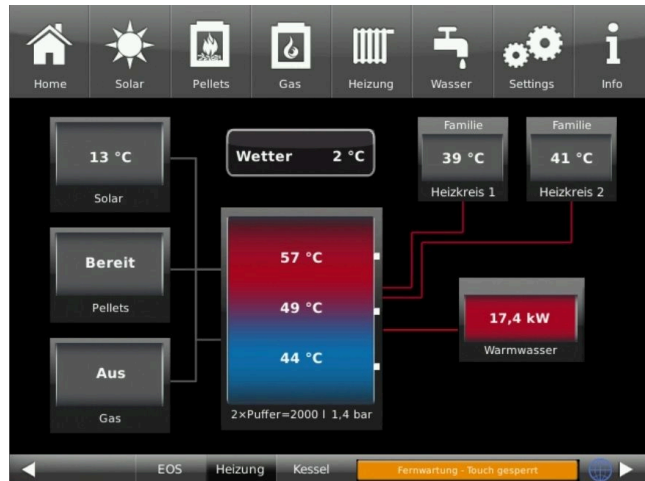 Home Solar Pellets Gas Heizung Wasser Settings Info
13 °C
Solar
Wetter 2 °C
Familie
39 °C
Heizkreis 1
Familie
41 °C
Heizkreis 2
Bereit
Pellets
57 °C
49 °C
44 °C
2×Puffer=2000 l 1,4 bar
17,4 kW
Warmwasser
Aus
Gas
EOS Heizung Kessel Fernwartung - Touch gesperrt